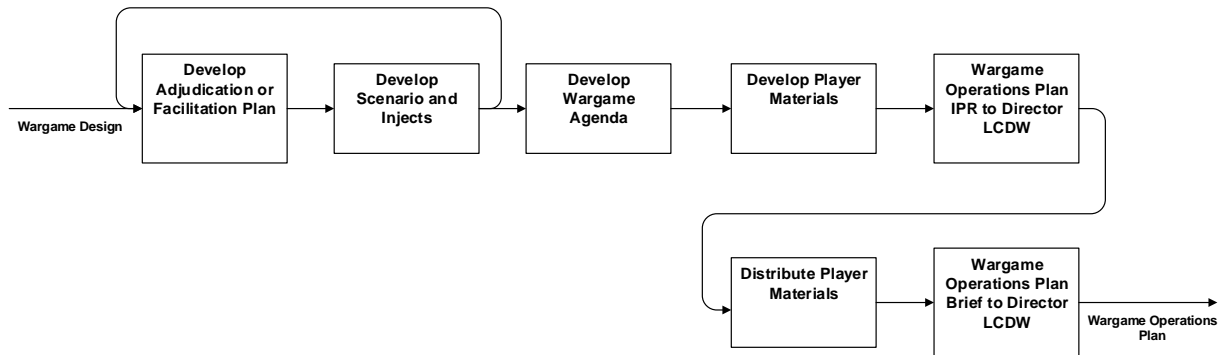 Wargame Design
Develop
Adjudication or
Facilitation Plan
Develop
Scenario and
Injects
Develop
Wargame
Agenda
Develop Player
Materials
Wargame
Operations Plan
IPR to Director
LCDW
Distribute Player
Materials
Wargame
Operations Plan
Brief to Director
LCDW
Wargame Operations
Plan